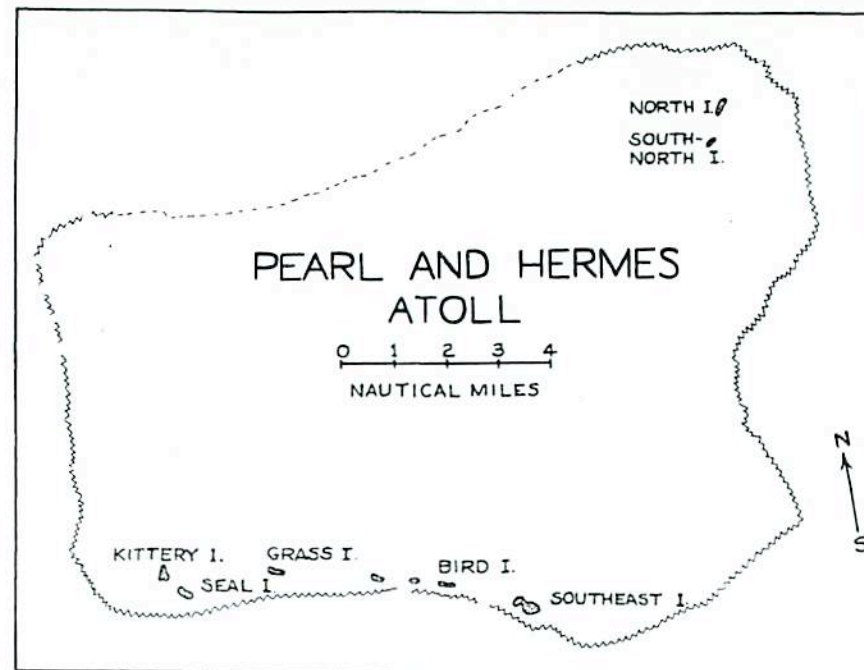 NORTH I.
SOUTH-
NORTH I.
PEARL AND HERMES
ATOLL
0 1 2 3 4
NAUTICAL MILES
N
S
KITTERY I.
GRASS I.
BIRD I.
SEAL I.
SOUTHEAST I.